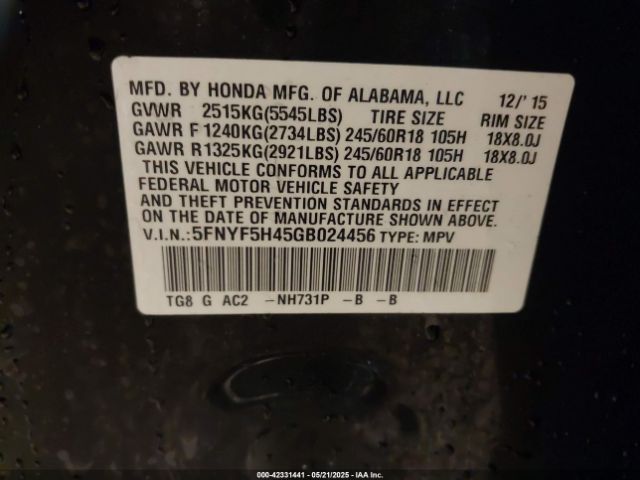 MFD. BY HONDA MFG. OF ALABAMA, LLC 12/'15
GVWR 2515KG(5545LBS) TIRE SIZE RIM SIZE
GAWR F 1240KG(2734LBS) 245/60R18 105H 18X8.0J
GAWR R 1325KG(2921LBS) 245/60R18 105H 18X8.0J
THIS VEHICLE CONFORMS TO ALL APPLICABLE
FEDERAL MOTOR VEHICLE SAFETY
AND THEFT PREVENTION STANDARDS IN EFFECT
ON THE DATE OF MANUFACTURE SHOWN ABOVE.
V.I.N.:5FNYF5H45GB024456 TYPE: MPV
TG8 G AC2 -NH731P -B -B
000-42331441 - 05/21/2025 - IAA Inc.